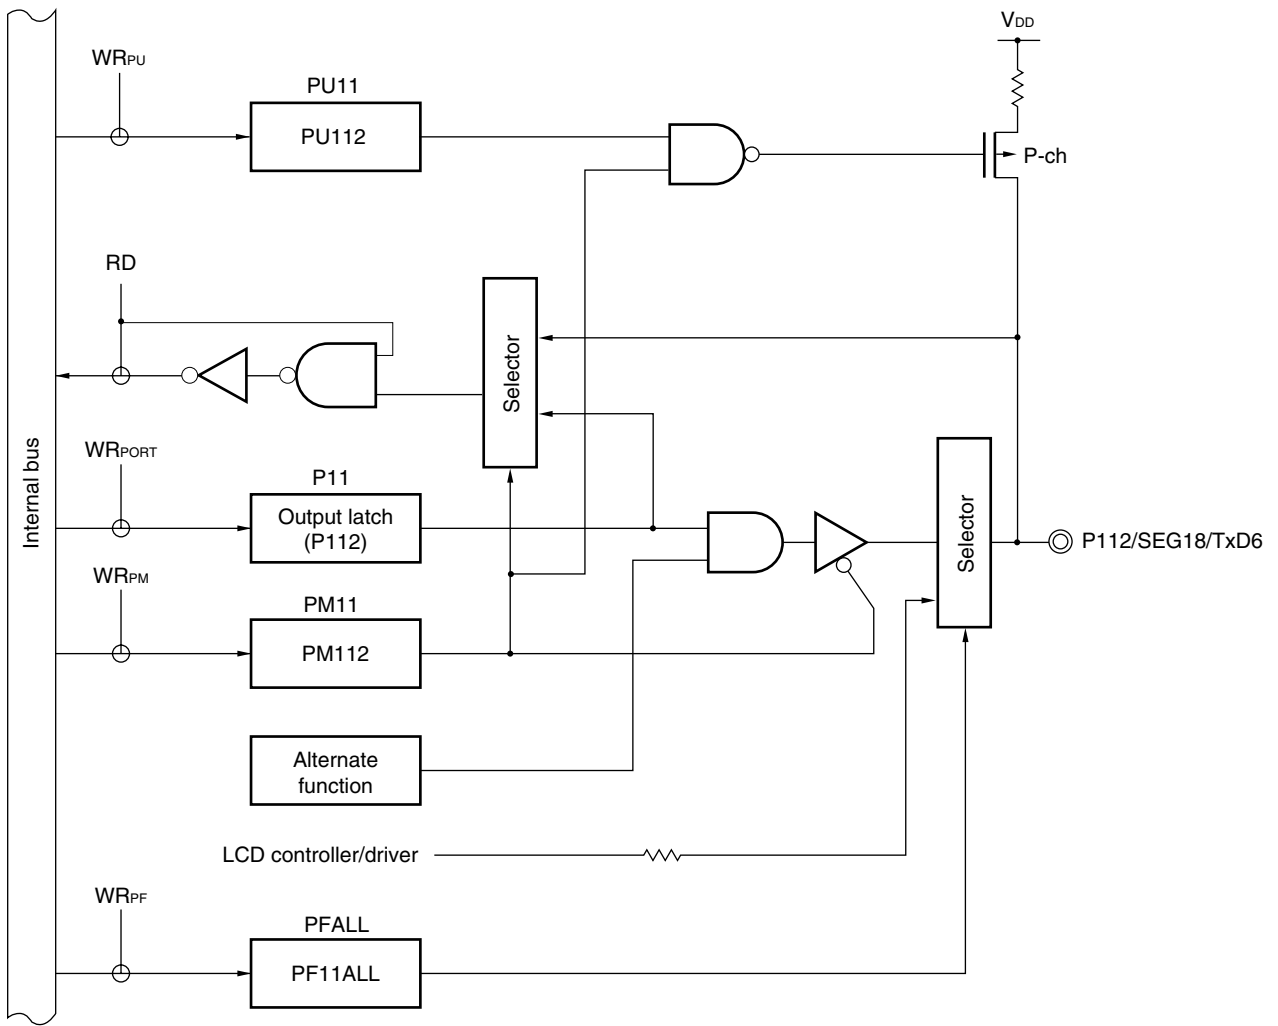 VDD
WRPU
PU11
PU112
P-ch
RD
Selector
Internal bus
WRPORT
P11
Output latch
(P112)
Selector
P112/SEG18/TxD6
WRPM
PM11
PM112
Alternate
function
LCD controller/driver
WRPF
PFALL
PF11ALL